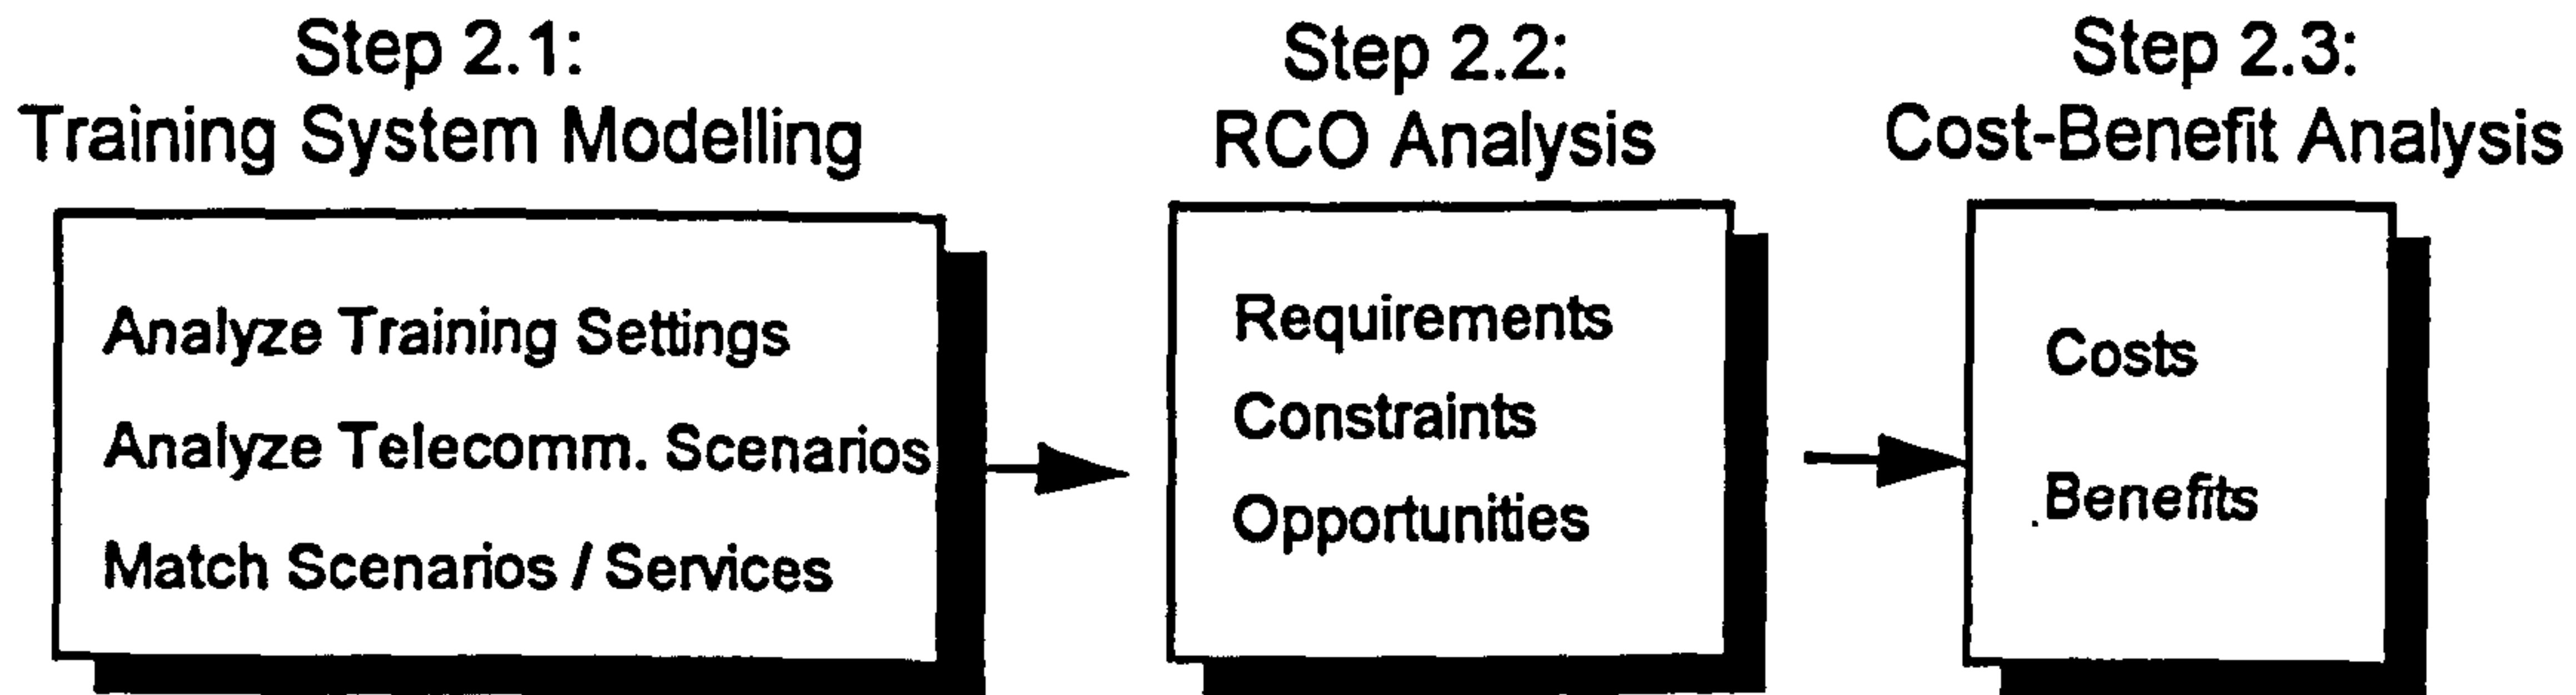 Step 2.1:
Training System Modelling
Analyze Training Settings
Analyze Telecomm. Scenarios
Match Scenarios / Services
Step 2.2:
RCO Analysis
Requirements
Constraints
Opportunities
Step 2.3:
Cost-Benefit Analysis
Costs
Benefits